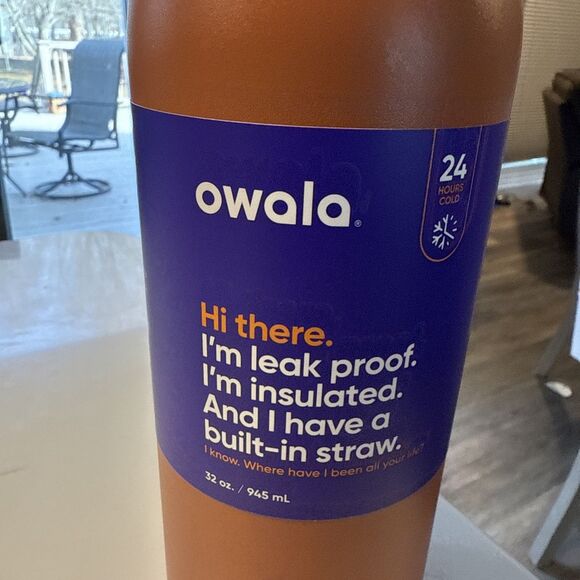 owala®
24
HOURS
COLD
Hi there.
I'm leak proof.
I'm insulated.
And I have a
built-in straw.
I know. Where have I been all your life?
32 oz. / 945 mL